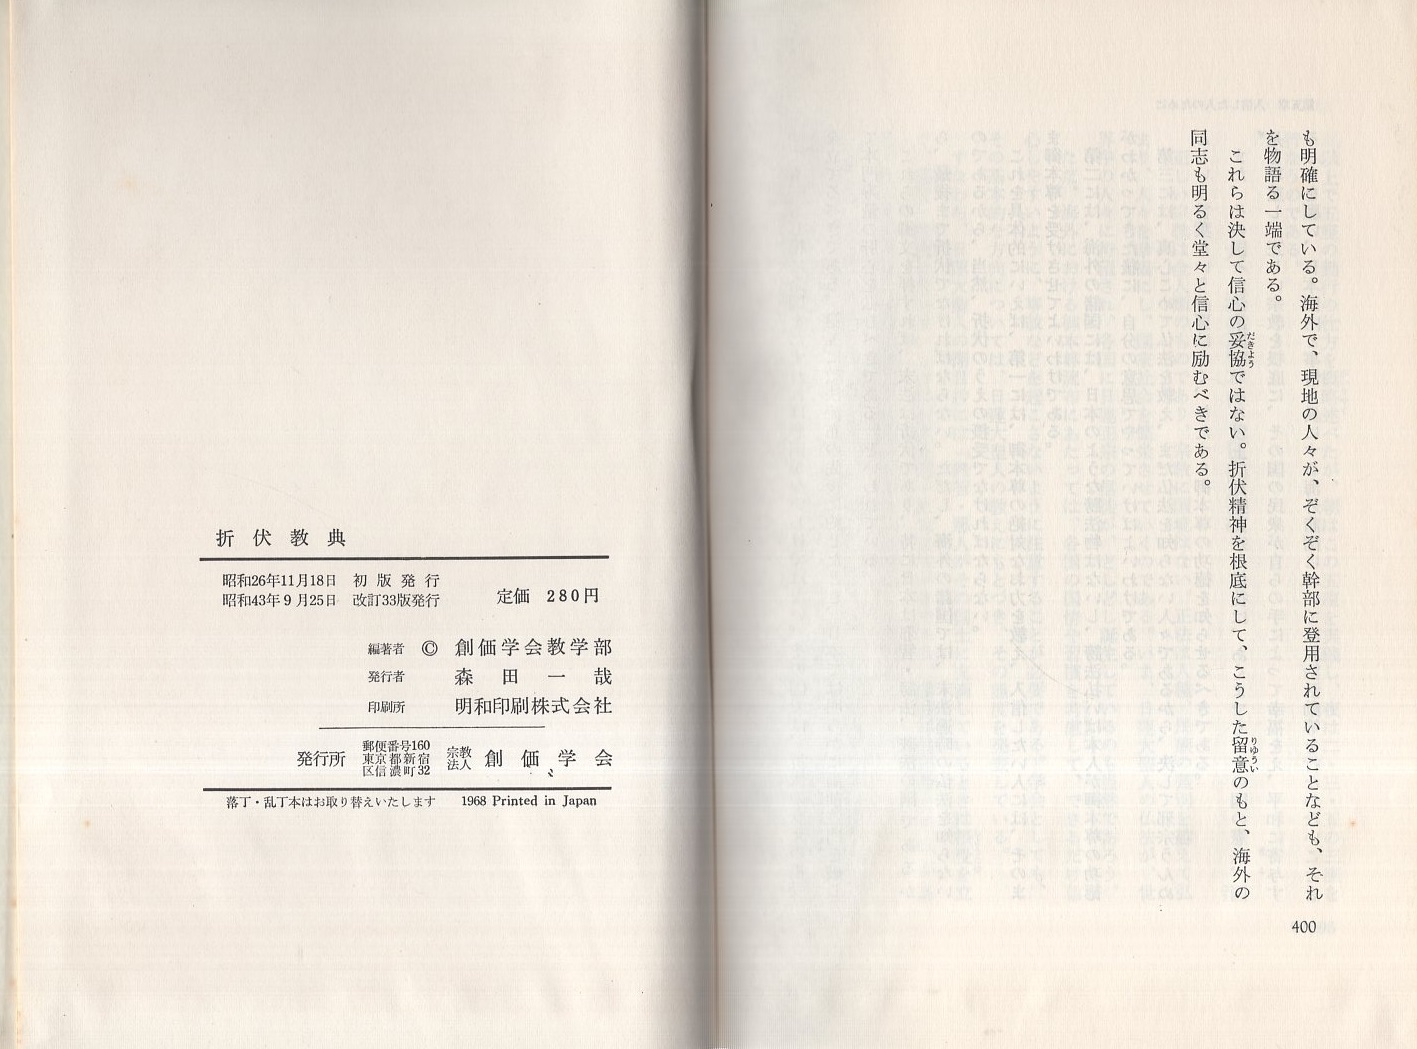 も明確にしている。海外で、現地の人々が、ぞくぞく幹部に登用されていることなども、それ
を物語る一端である。
これらは決して信心の妥協ではない。折伏精神を根底にして、こうした留意のもと、海外の
だきょう
りゅうい
同志も明るく堂々と信心に励むべきである。
400
折伏教典
昭和26年11月18日 初版発行
昭和43年9月25日 改訂33版発行
定価 280円
編著者 © 創価学会教学部
発行者 森田一哉
印刷所 明和印刷株式会社
発行所 郵便番号160 東京都新宿区信濃町32 宗教法人 創価学会
落丁・乱丁本はお取り替えいたします 1968 Printed in Japan